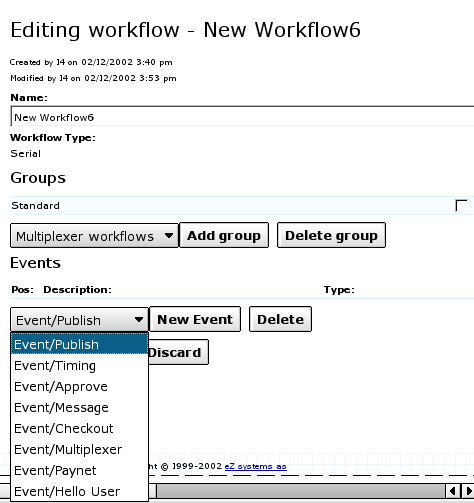 Editing workflow - New Workflow6
Created by 14 on 02/12/2002 3:40 pm
Modified by 14 on 02/12/2002 3:53 pm
Name:
New Workflow6
Workflow Type:
Serial
Groups
Standard
Multiplexer workflows Add group Delete group
Events
Pos: Description: Type:
Event/Publish New Event Delete
Event/Publish
Discard
Event/Timing
Event/Approve
Event/Message
Event/Checkout
Event/Multiplexer
ht © 1999-2002 eZ systems as
Event/Paynet
Event/Hello User